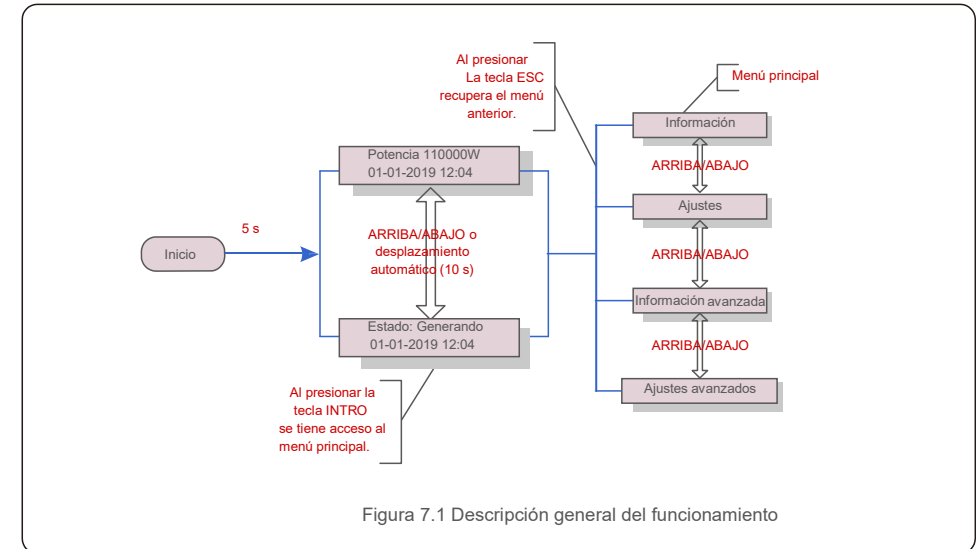 Inicio
5 s
Potencia 110000W
01-01-2019 12:04
ARRIBA/ABAJO o
desplazamiento
automático (10 s)
Estado: Generando
01-01-2019 12:04
Al presionar la
tecla INTRO
se tiene acceso al
menú principal.
Al presionar
La tecla ESC
recupera el menú
anterior.
Menú principal
Información
ARRIBA/ABAJO
Ajustes
ARRIBA/ABAJO
Información avanzada
ARRIBA/ABAJO
Ajustes avanzados
Figura 7.1 Descripción general del funcionamiento